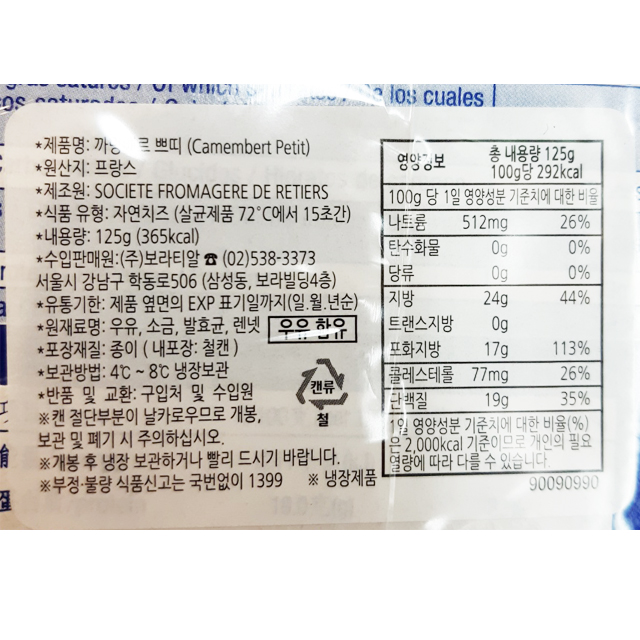 los cuales
*제품명: 까망베르 쁘띠 (Camembert Petit)
*원산지: 프랑스
*제조원: SOCIETE FROMAGERE DE RETIERS
*식품 유형: 자연치즈 (살균제품 72˚C에서 15초간)
*내용량: 125g (365kcal)
*수입판매원:(주)보라티알 ☎ (02)538-3373
서울시 강남구 학동로506 (삼성동, 보라빌딩4층)
*유통기한: 제품 옆면의 EXP 표기일까지(일.월.년순)
*원재료명: 우유, 소금, 발효균, 렌넷 우유 함유
*포장재질: 종이 ( 내포장: 철캔 )
*보관방법: 4℃ ~ 8℃ 냉장보관
*반품 및 교환: 구입처 및 수입원
※캔 절단부분이 날카로우므로 개봉,
보관 및 폐기 시 주의하십시오.
※개봉 후 냉장 보관하거나 빨리 드시기 바랍니다.
※부정·불량 식품신고는 국번없이 1399 ※ 냉장제품
캔류
철
영양정보 총 내용량 125g
100g당 292kcal
100g 당 1일 영양성분 기준치에 대한 비율
나트륨 512mg 26%
탄수화물 0g 0%
당류 0g 0%
지방 24g 44%
트랜스지방 0g
포화지방 17g 113%
콜레스테롤 77mg 26%
단백질 19g 35%
1일 영양성분 기준치에 대한 비율(%)
은 2,000kcal 기준이므로 개인의 필요
열량에 따라 다를 수 있습니다.
90090990